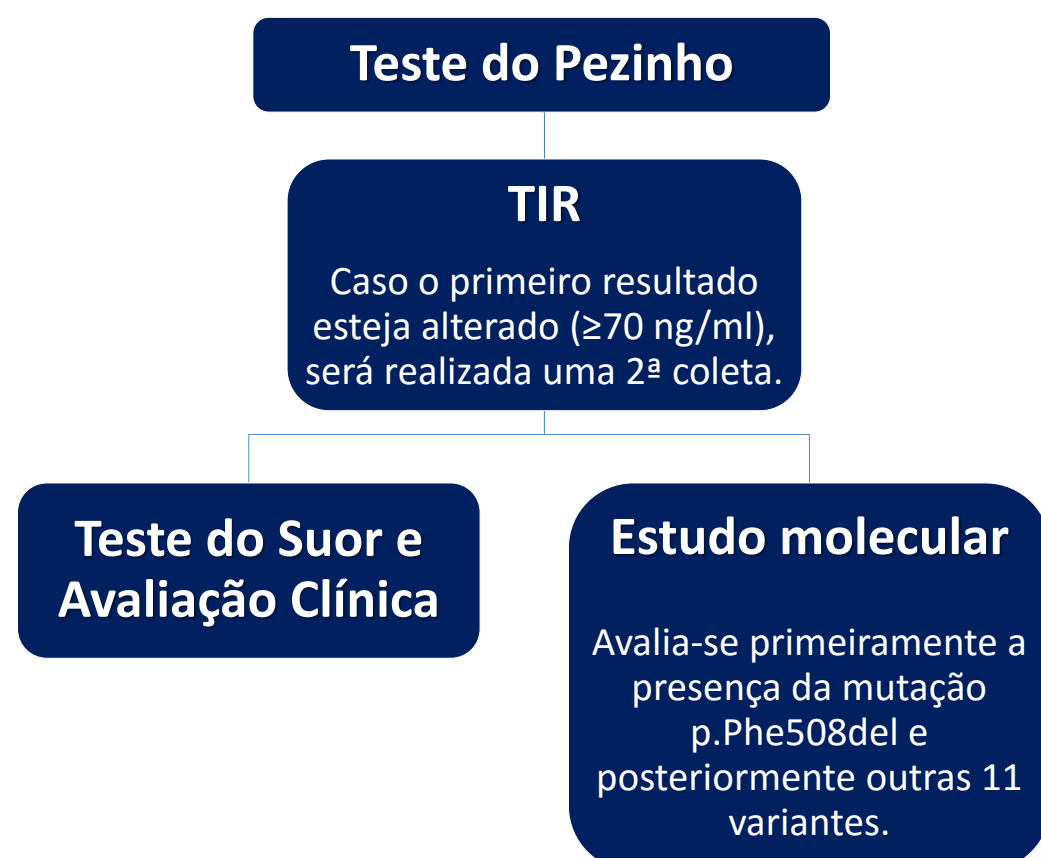 Teste do Pezinho
TIR
Caso o primeiro resultado
esteja alterado (≥70 ng/ml),
será realizada uma 2ª coleta.
Teste do Suor e
Avaliação Clínica
Estudo molecular
Avalia-se primeiramente a
presença da mutação
p.Phe508del e
posteriormente outras 11
variantes.